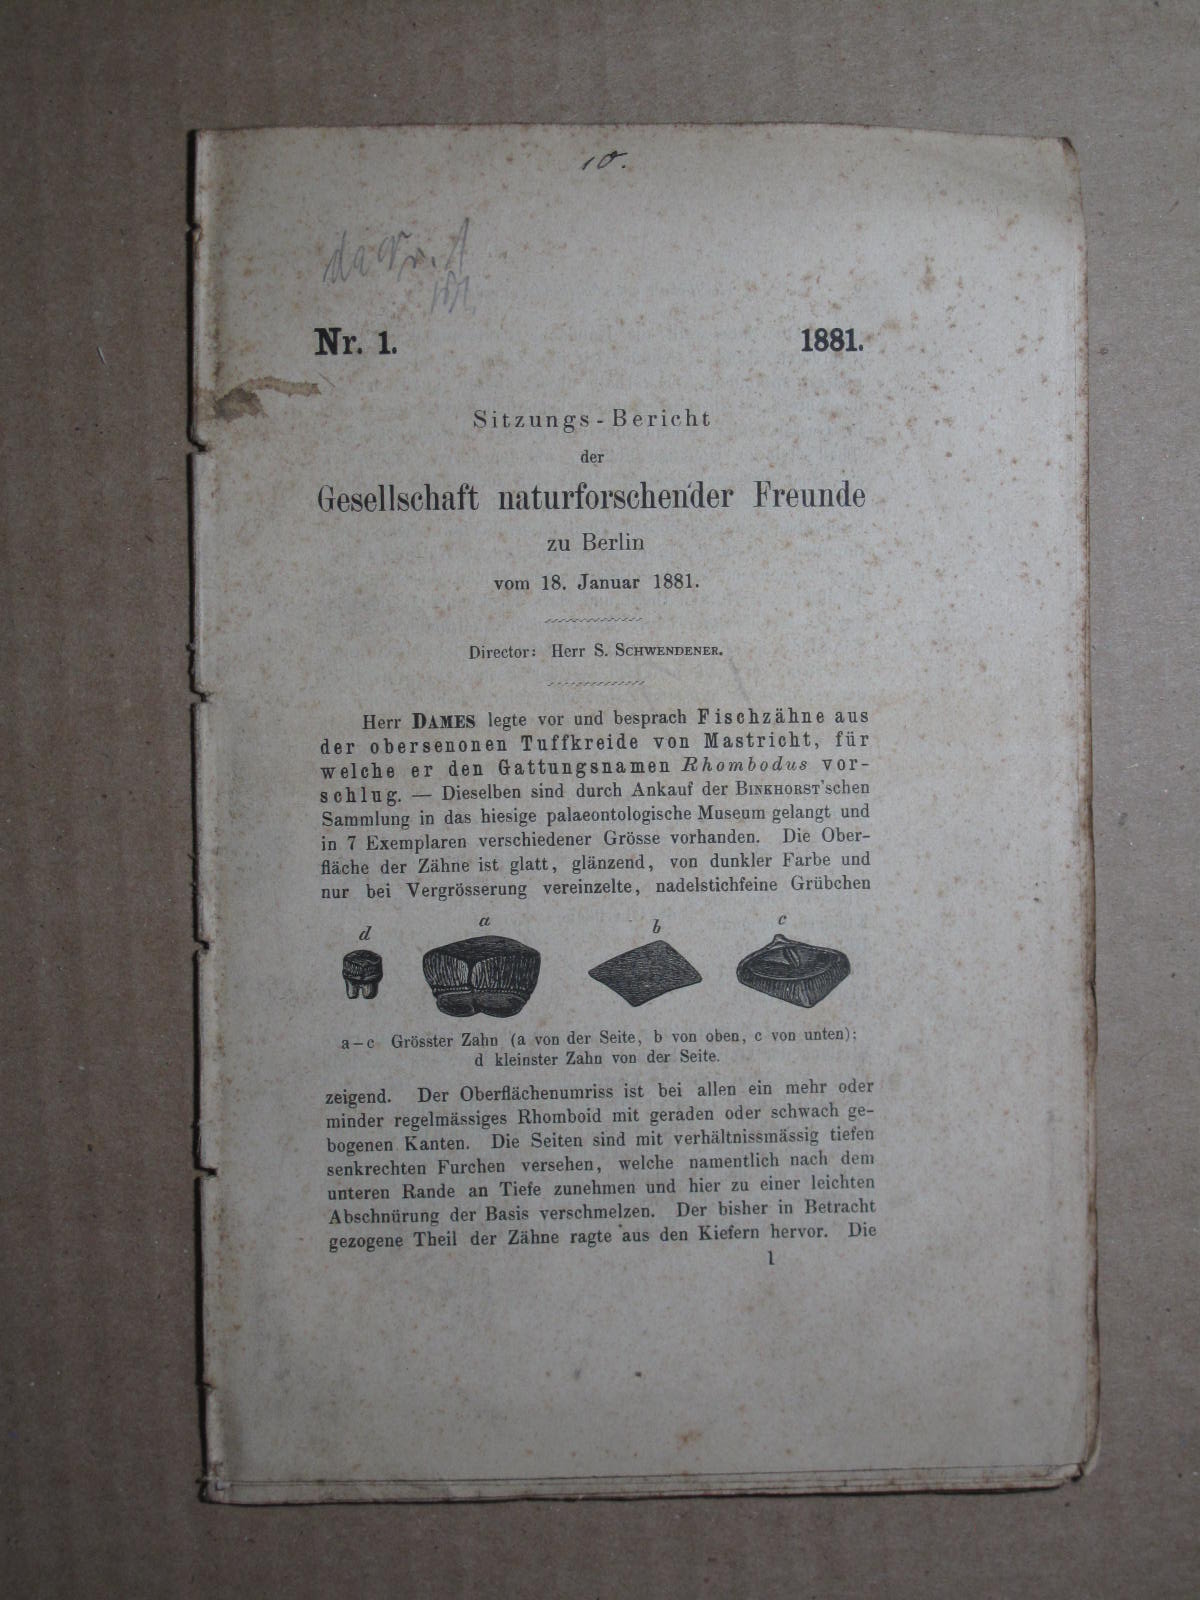 10.
Nr. 1.
1881.
Sitzungs-Bericht
der
Gesellschaft naturforschender Freunde
zu Berlin
vom 18. Januar 1881.
Director: Herr S. SCHWENDENER.
Herr DAMES legte vor und besprach Fischzähne aus
der obersenonen Tuffkreide von Mastricht, für
welche er den Gattungsnamen Rhombodus vor-
schlug. — Dieselben sind durch Ankauf der BINKHORST'schen
Sammlung in das hiesige palaeontologische Museum gelangt und
in 7 Exemplaren verschiedener Grösse vorhanden. Die Ober-
fläche der Zähne ist glatt, glänzend, von dunkler Farbe und
nur bei Vergrösserung vereinzelte, nadelstichfeine Grübchen
d a b c
a–c Grösster Zahn (a von der Seite, b von oben, c von unten);
d kleinster Zahn von der Seite.
zeigend. Der Oberflächenumriss ist bei allen ein mehr oder
minder regelmässiges Rhomboid mit geraden oder schwach ge-
bogenen Kanten. Die Seiten sind mit verhältnissmässig tiefen
senkrechten Furchen versehen, welche namentlich nach dem
unteren Rande an Tiefe zunehmen und hier zu einer leichten
Abschnürung der Basis verschmelzen. Der bisher in Betracht
gezogene Theil der Zähne ragte aus den Kiefern hervor. Die
1